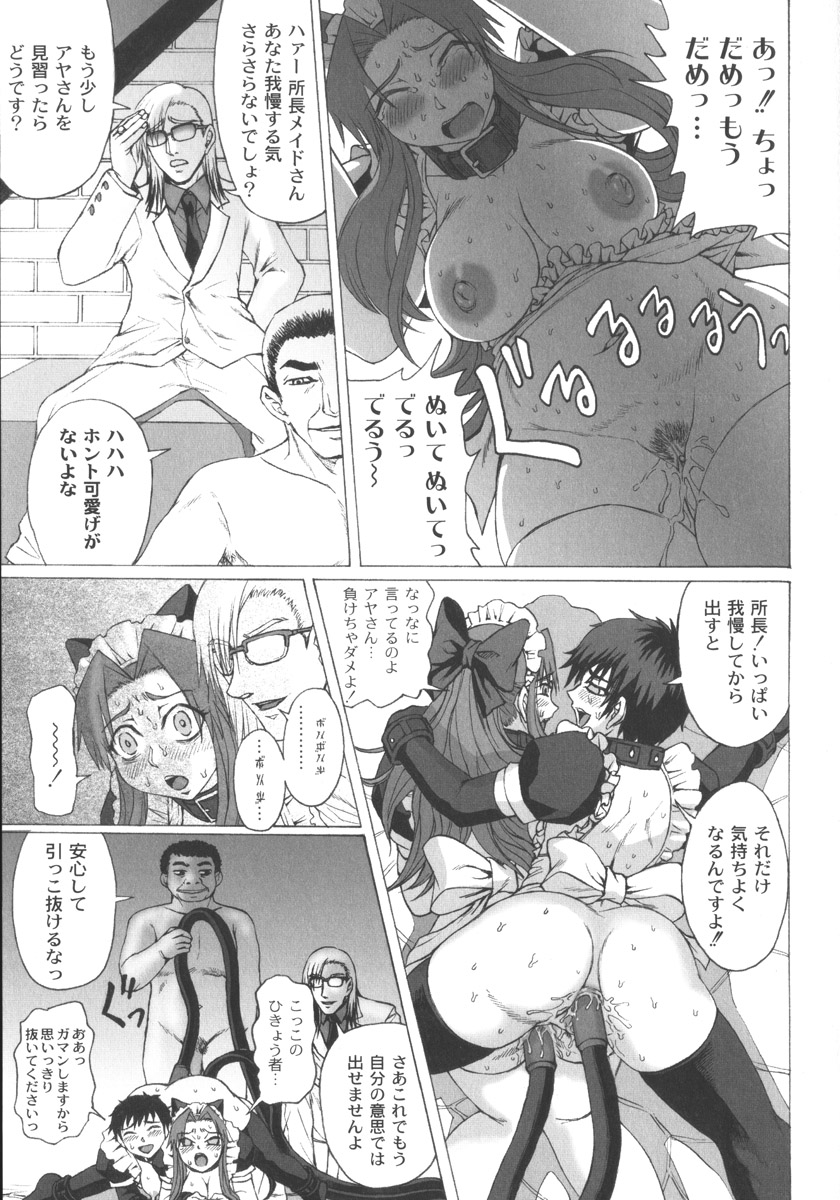 あっ!!ちょっ
だめっもう
だめっ…
ぐるるるるぅっ
ぬいてぬいてっ
でるっ
でるう〜
ハァー所長メイドさん
あなた我慢する気
さらさらないでしょ?
もう少し
アヤさんを
見習ったら
どうです?
ハハハ
ホント可愛げが
ないよな
所長!いっぱい
我慢してから
出すと
それだけ
気持ちよく
なるんですよ!!
なっなに
言ってるのよ
アヤさん…
負けちゃダメよ!
ボソボソボソ
…………
ボソボソ
………
〜〜〜!
さあこれでもう
自分の意思では
出せませんよ
こっこの
ひきょう者…
安心して
引っこ抜けるなっ
ぐっ
ああっ
ガマンしますから
思いっきり
抜いてくださいっ